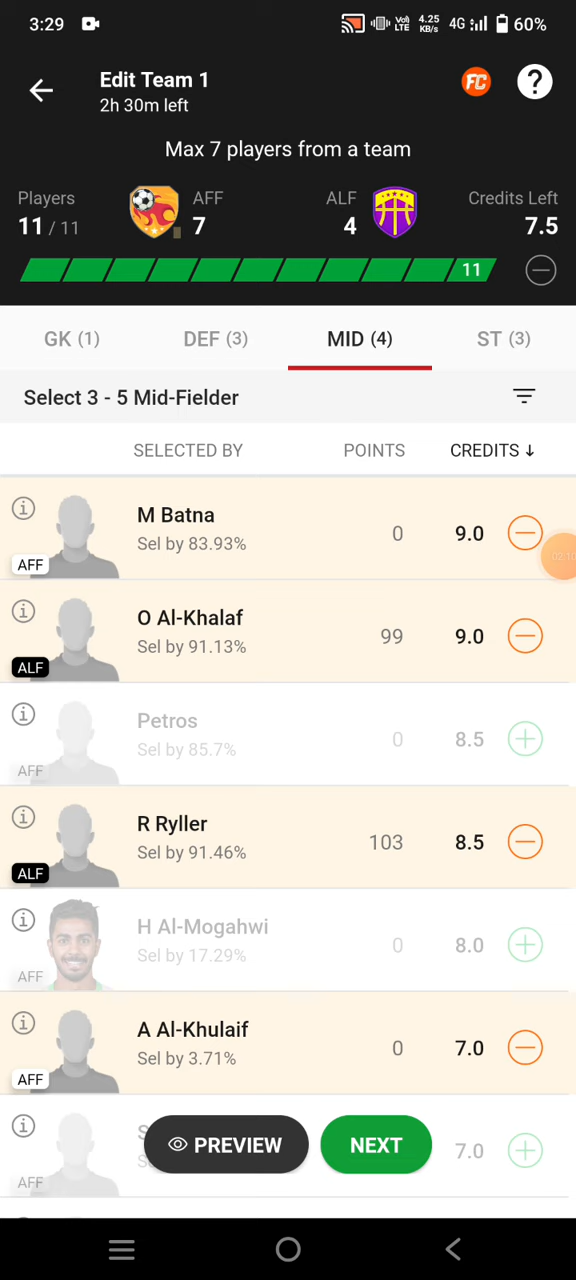 3:29
Vo)
LTE
4.25
KB/s
4G
60%
Edit Team 1
2h 30m left
FC
?
Max 7 players from a team
Players
11 / 11
AFF
7
ALF
4
Credits Left
7.5
11
GK (1)
DEF (3)
MID (4)
ST (3)
Select 3 - 5 Mid-Fielder
SELECTED BY
POINTS
CREDITS ↓
M Batna
Sel by 83.93%
0
9.0
AFF
02:10
O Al-Khalaf
Sel by 91.13%
99
9.0
ALF
Petros
Sel by 85.7%
0
8.5
AFF
R Ryller
Sel by 91.46%
103
8.5
ALF
H Al-Mogahwi
Sel by 17.29%
0
8.0
AFF
A Al-Khulaif
Sel by 3.71%
0
7.0
AFF
PREVIEW
NEXT
7.0
AFF